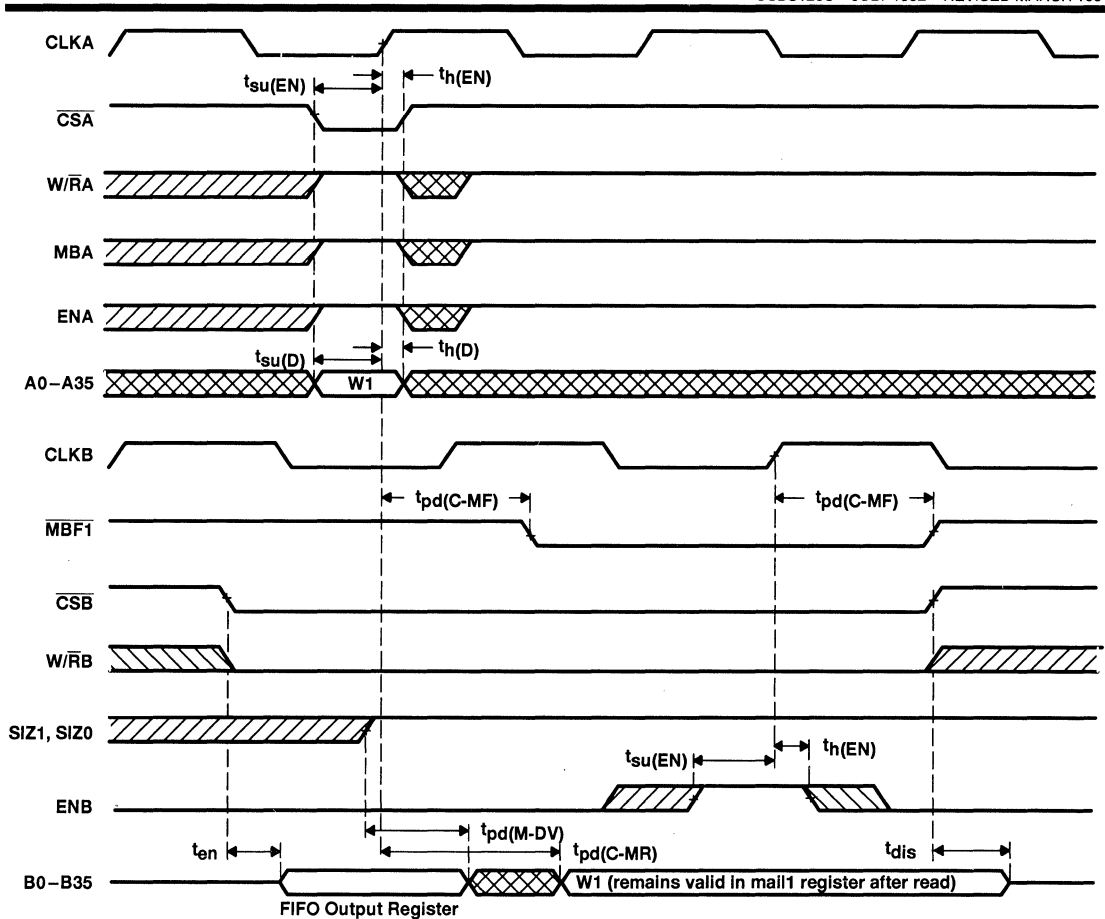 CLKA
tsu(EN)
th(EN)
CSA
W/RA
MBA
ENA
tsu(D)
th(D)
A0–A35
W1
CLKB
tpd(C-MF)
tpd(C-MF)
MBF1
CSB
W/RB
SIZ1, SIZ0
tsu(EN)
th(EN)
ENB
tpd(M-DV)
ten
tpd(C-MR)
tdis
B0–B35
W1 (remains valid in mail1 register after read)
FIFO Output Register